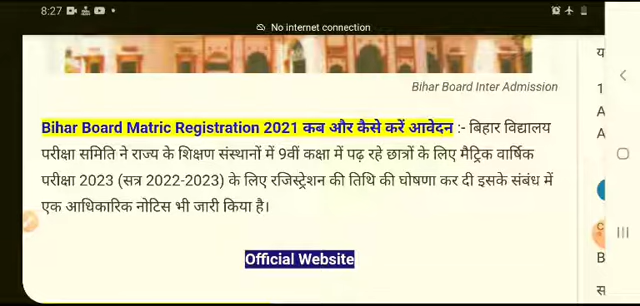 8:27
No internet connection
Bihar Board Inter Admission
Bihar Board Matric Registration 2021 कब और कैसे करें आवेदन :- बिहार विद्यालय
परीक्षा समिति ने राज्य के शिक्षण संस्थानों में 9वीं कक्षा में पढ़ रहे छात्रों के लिए मैट्रिक वार्षिक
परीक्षा 2023 (सत्र 2022-2023) के लिए रजिस्ट्रेशन की तिथि की घोषणा कर दी इसके संबंध में
एक आधिकारिक नोटिस भी जारी किया है।
Official Website